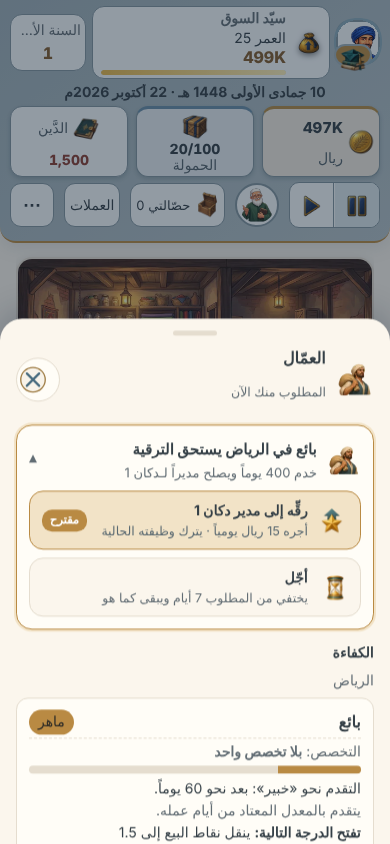 سيّد السوق
العمر 25
499K
السنة الأ...
1
10 جمادى الأولى 1448 هـ · 22 أكتوبر 2026م
497K
ريال
20/100
الحمولة
الدَّين
1,500
حصّالتي 0
العملات
...
العمّال
المطلوب منك الآن
بائع في الرياض يستحق الترقية
خدم 400 يوماً ويصلح مديراً لـدكان 1
▲
رقِّه إلى مدير دكان 1
أجره 15 ريال يومياً · يترك وظيفته الحالية
مقترح
أجّل
يختفي من المطلوب 7 أيام ويبقى كما هو
الكفاءة
الرياض
بائع
ماهر
التخصص: بلا تخصص واحد
التقدم نحو «خبير»: بعد نحو 60 يوماً.
يتقدم بالمعدل المعتاد من أيام عمله.
تفتح الدرجة التالية: ينقل نقاط البيع إلى 1.5